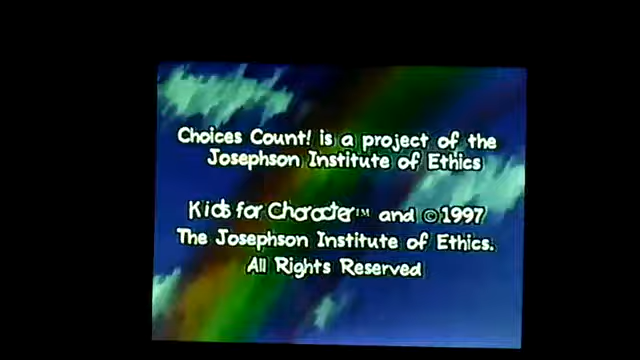 Choices Count! is a project of the
Josephson Institute of Ethics
Kids for Character™ and ©1997
The Josephson Institute of Ethics.
All Rights Reserved